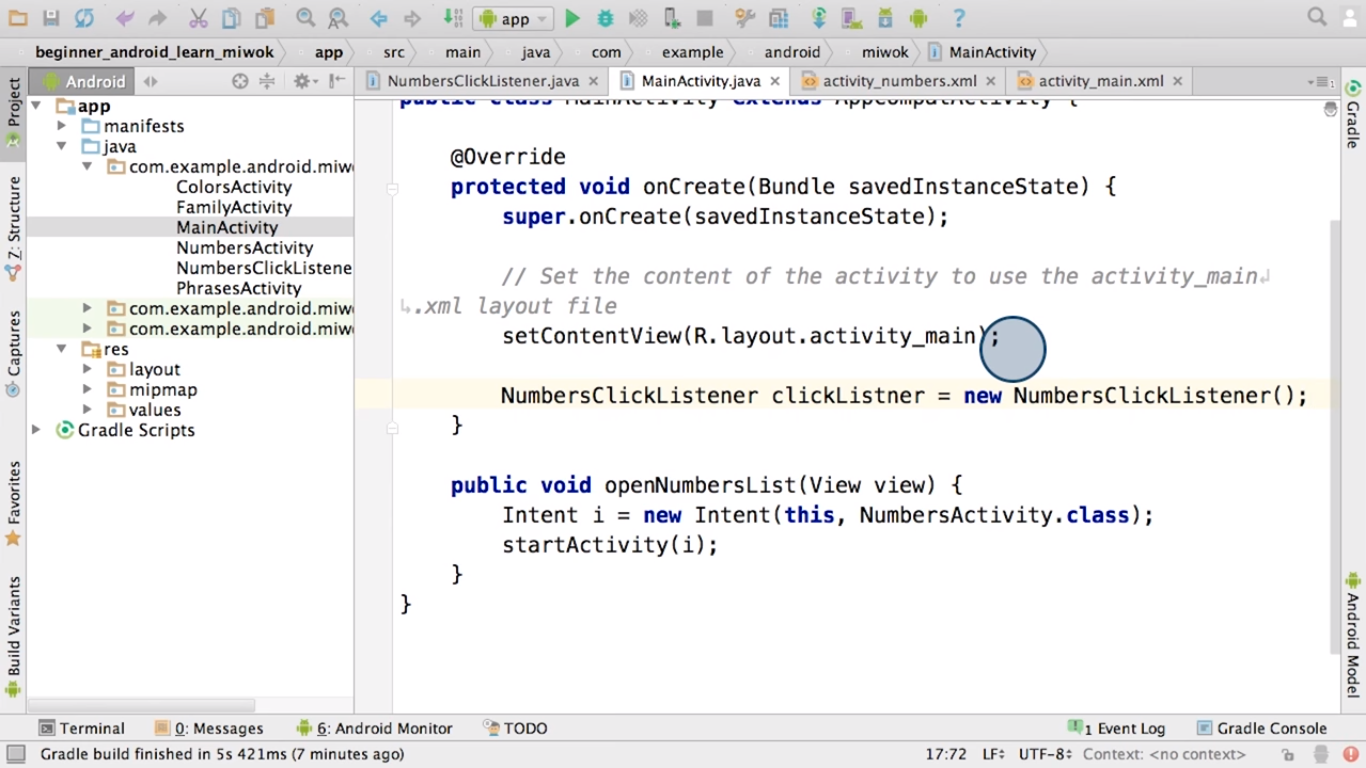 app
beginner_android_learn_miwok app src main java com example android miwok MainActivity
Android
NumbersClickListener.java
MainActivity.java
activity_numbers.xml
activity_main.xml
Project
Z: Structure
Captures
Favorites
Build Variants
app
manifests
java
com.example.android.miw
ColorsActivity
FamilyActivity
MainActivity
NumbersActivity
NumbersClickListene
PhrasesActivity
com.example.android.miw
com.example.android.miw
res
layout
mipmap
values
Gradle Scripts
public class MainActivity extends AppCompatActivity {
@Override
protected void onCreate(Bundle savedInstanceState) {
super.onCreate(savedInstanceState);
// Set the content of the activity to use the activity_main
.xml layout file
setContentView(R.layout.activity_main);
NumbersClickListener clickListner = new NumbersClickListener();
}
public void openNumbersList(View view) {
Intent i = new Intent(this, NumbersActivity.class);
startActivity(i);
}
}
Gradle
Android Model
Terminal 0: Messages 6: Android Monitor TODO 1 Event Log Gradle Console
Gradle build finished in 5s 421ms (7 minutes ago) 17:72 LF UTF-8 Context: <no context>